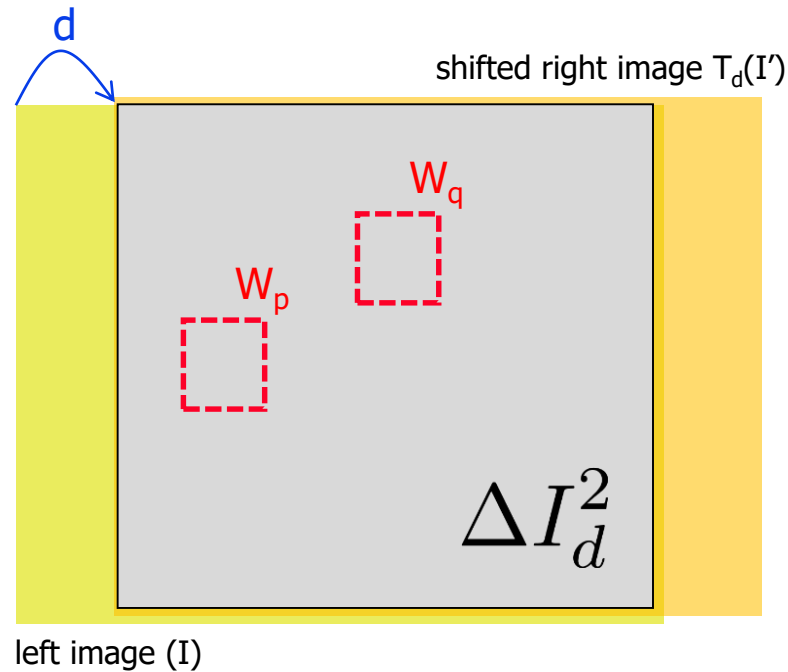 d
shifted right image T_d(I’)
W_q
W_p
ΔI_d^2
left image (I)